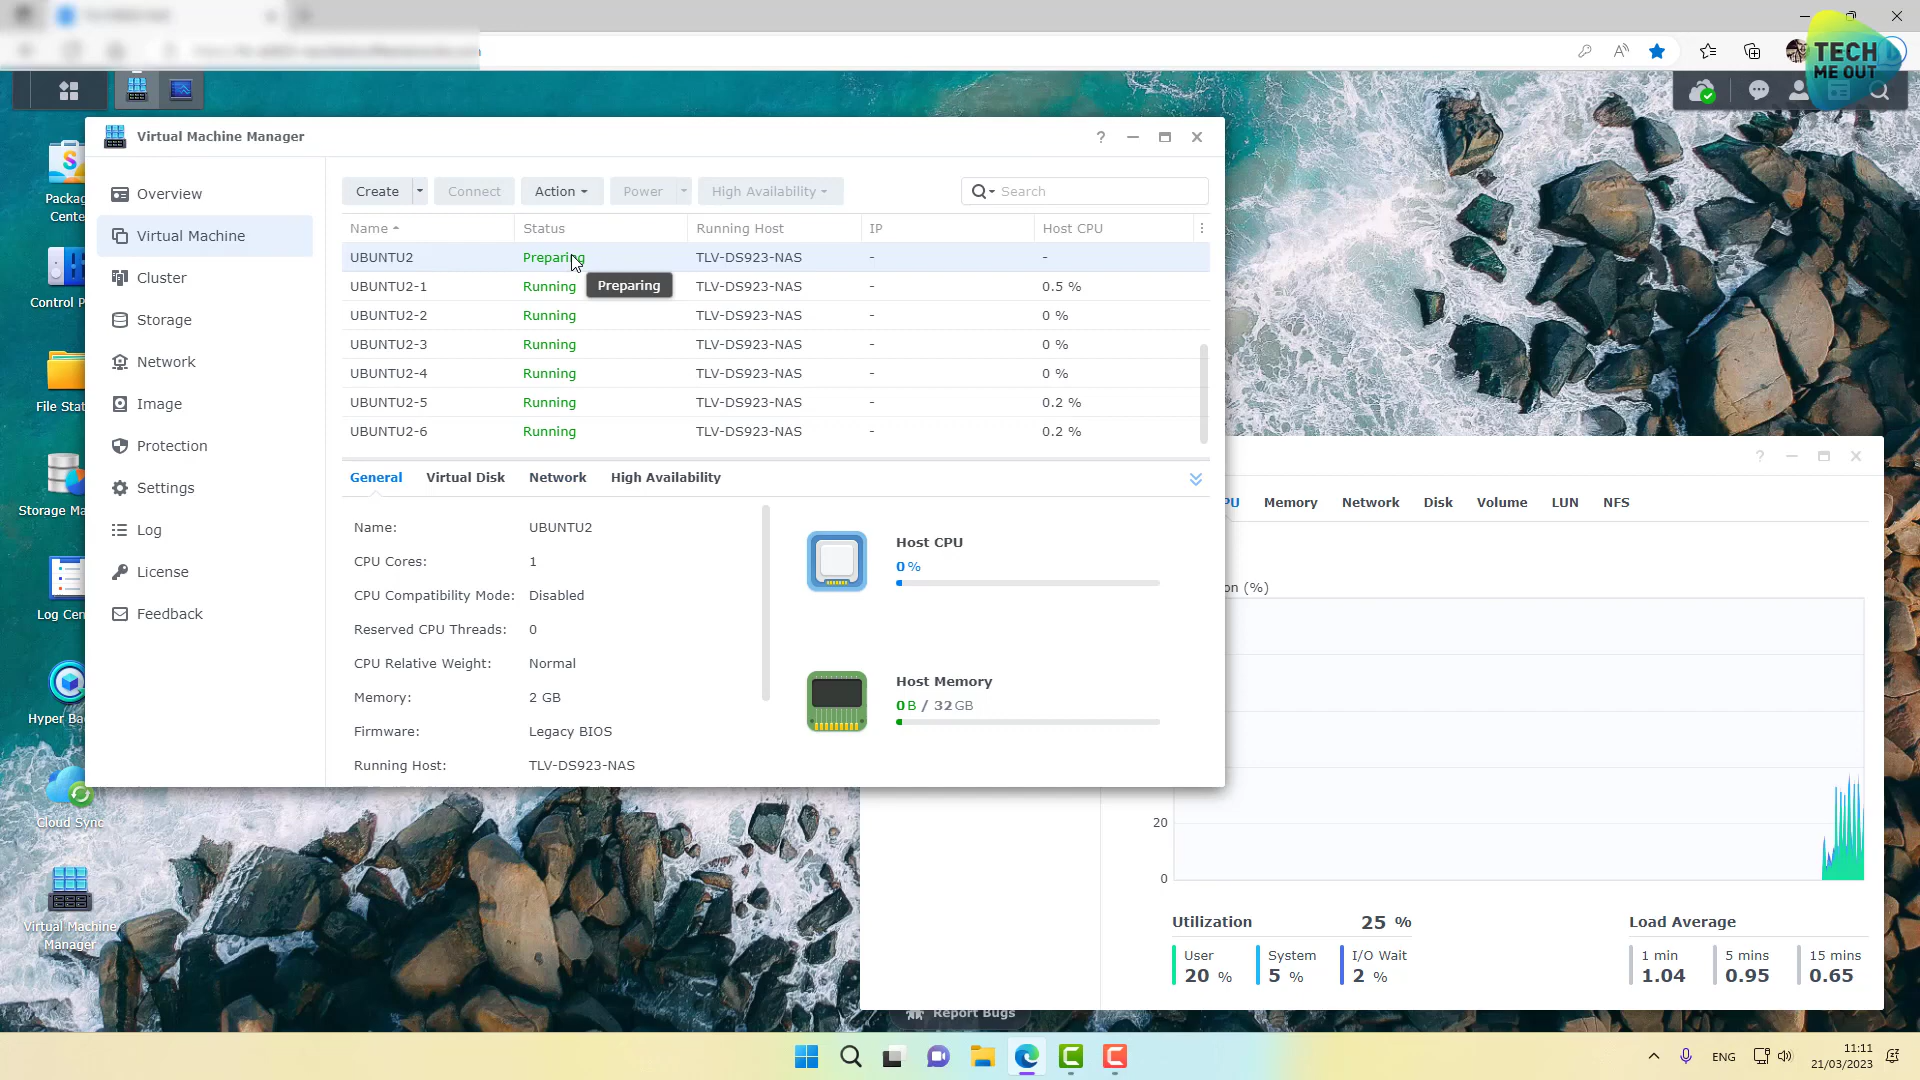 TECH
ME OUT
Virtual Machine Manager
Overview
Virtual Machine
Cluster
Storage
Network
Image
Protection
Settings
Log
License
Feedback
Create
Connect
Action
Power
High Availability
Search
Name
Status
Running Host
IP
Host CPU
UBUNTU2 Preparing TLV-DS923-NAS - -
Preparing
UBUNTU2-1 Running TLV-DS923-NAS - 0.5 %
UBUNTU2-2 Running TLV-DS923-NAS - 0 %
UBUNTU2-3 Running TLV-DS923-NAS - 0 %
UBUNTU2-4 Running TLV-DS923-NAS - 0 %
UBUNTU2-5 Running TLV-DS923-NAS - 0.2 %
UBUNTU2-6 Running TLV-DS923-NAS - 0.2 %
General
Virtual Disk
Network
High Availability
Name: UBUNTU2
CPU Cores: 1
CPU Compatibility Mode: Disabled
Reserved CPU Threads: 0
CPU Relative Weight: Normal
Memory: 2 GB
Firmware: Legacy BIOS
Running Host: TLV-DS923-NAS
Host CPU
0 %
Host Memory
0 B / 32 GB
PU
Memory
Network
Disk
Volume
LUN
NFS
on (%)
20
0
Utilization 25 %
User
20 %
System
5 %
I/O Wait
2 %
Load Average
1 min
1.04
5 mins
0.95
15 mins
0.65
Report Bugs
Packag
Cente
Control P
File Stat
Storage Ma
Log Cen
Hyper Ba
Cloud Sync
Virtual Machine
Manager
ENG
11:11
21/03/2023